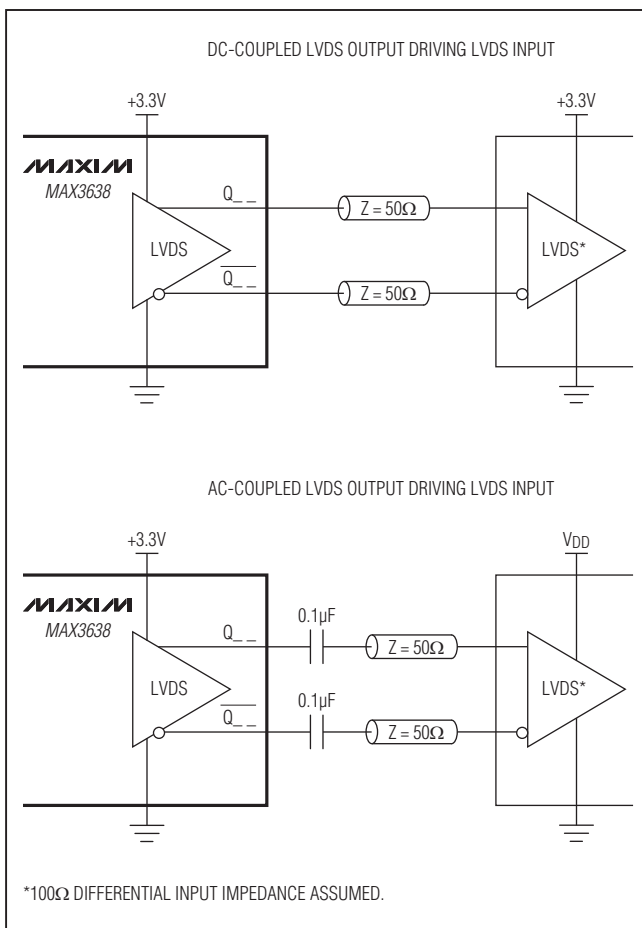 DC-COUPLED LVDS OUTPUT DRIVING LVDS INPUT
+3.3V
+3.3V
MAXIM
MAX3638
Q_ _
Z = 50Ω
LVDS
LVDS*
Q_ _
Z = 50Ω
AC-COUPLED LVDS OUTPUT DRIVING LVDS INPUT
+3.3V
VDD
MAXIM
0.1µF
MAX3638
Q_ _
Z = 50Ω
LVDS
0.1µF
LVDS*
Q_ _
Z = 50Ω
*100Ω DIFFERENTIAL INPUT IMPEDANCE ASSUMED.